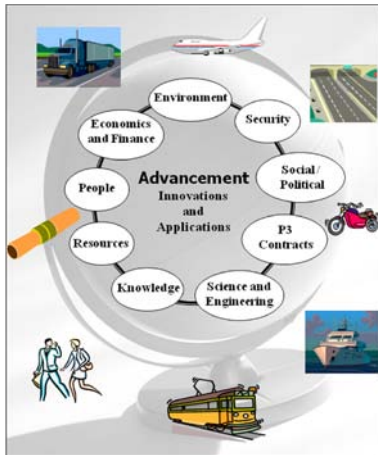 Environment
Economics
and Finance
Security
Social /
Political
People
Advancement
Innovations
and
Applications
P3
Contracts
Resources
Knowledge
Science and
Engineering